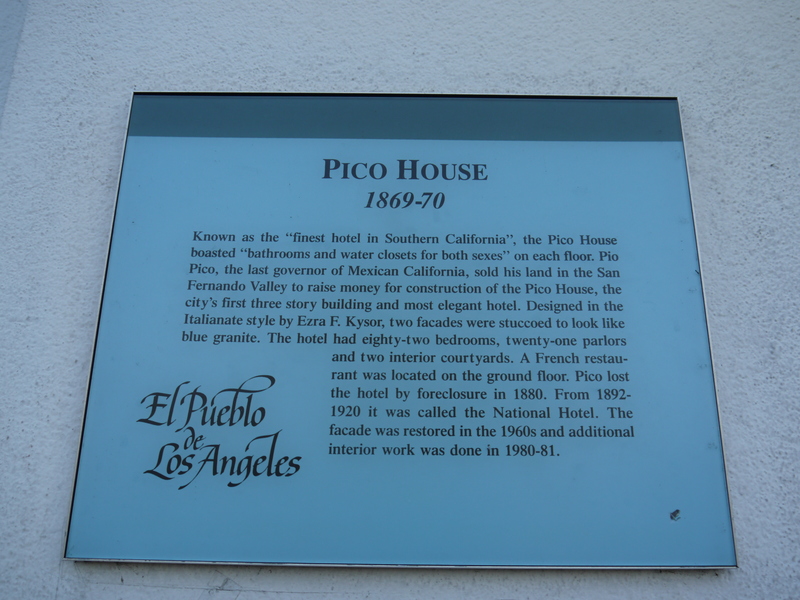 PICO HOUSE
1869-70
Known as the "finest hotel in Southern California", the Pico House
boasted "bathrooms and water closets for both sexes" on each floor. Pio
Pico, the last governor of Mexican California, sold his land in the San
Fernando Valley to raise money for construction of the Pico House, the
city's first three story building and most elegant hotel. Designed in the
Italianate style by Ezra F. Kysor, two facades were stuccoed to look like
blue granite. The hotel had eighty-two bedrooms, twenty-one parlors
and two interior courtyards. A French restau-
rant was located on the ground floor. Pico lost
the hotel by foreclosure in 1880. From 1892-
1920 it was called the National Hotel. The
facade was restored in the 1960s and additional
interior work was done in 1980-81.
El Pueblo
de
Los Angeles